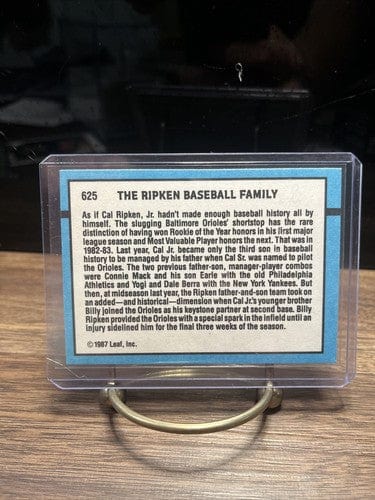 625 THE RIPKEN BASEBALL FAMILY
As if Cal Ripken, Jr. hadn't made enough baseball history all by
himself. The slugging Baltimore Orioles' shortstop has the rare
distinction of having won Rookie of the Year honors in his first major
league season and Most Valuable Player honors the next. That was in
1982-83. Last year, Cal Jr. became only the third son in baseball
history to be managed by his father when Cal Sr. was named to pilot
the Orioles. The two previous father-son, manager-player combos
were Connie Mack and his son Earle with the old Philadelphia
Athletics and Yogi and Dale Berra with the New York Yankees. But
then, at midseason last year, the Ripken father-and-son team took on
an added—and historical—dimension when Cal Jr.'s younger brother
Billy joined the Orioles as his keystone partner at second base. Billy
Ripken provided the Orioles with a special spark in the infield until an
injury sidelined him for the final three weeks of the season.
©1987 Leaf, Inc.